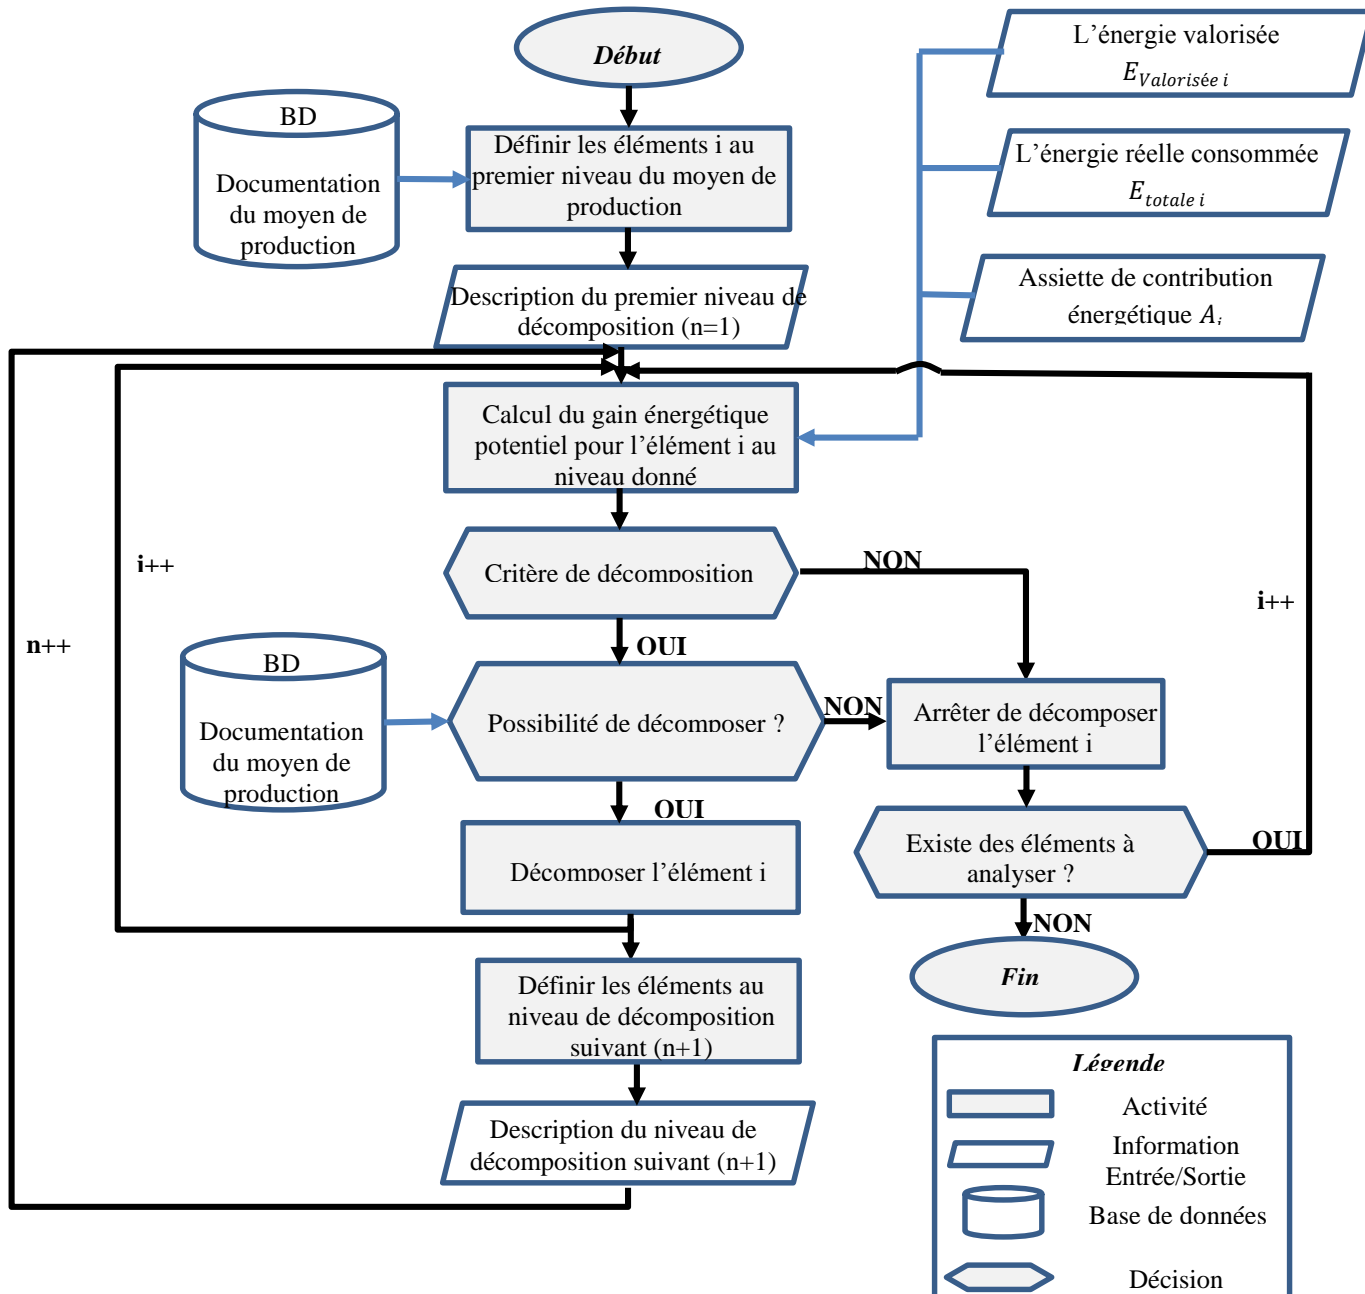 Début
L’énergie valorisée
E Valorisée i
BD
Documentation
du moyen de
production
Définir les éléments i au
premier niveau du moyen de
production
L’énergie réelle consommée
E totale i
Description du premier niveau de
décomposition (n=1)
Assiette de contribution
énergétique A i
Calcul du gain énergétique
potentiel pour l’élément i au
niveau donné
i++
Critère de décomposition
NON
i++
n++
OUI
BD
Documentation
du moyen de
production
Possibilité de décomposer ?
NON
Arrêter de décomposer
l’élément i
OUI
Décomposer l’élément i
Existe des éléments à
analyser ?
OUI
NON
Définir les éléments au
niveau de décomposition
suivant (n+1)
Fin
Description du niveau de
décomposition suivant (n+1)
Légende
Activité
Information
Entrée/Sortie
Base de données
Décision